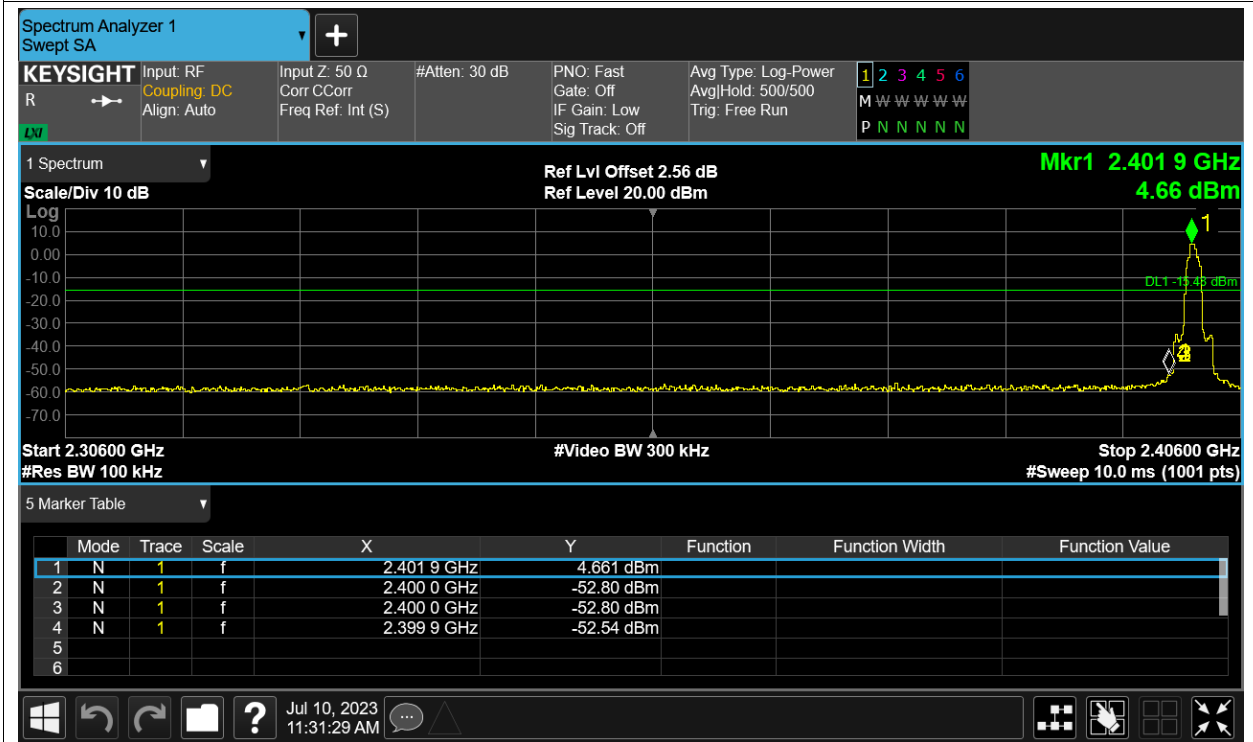 Spectrum Analyzer 1
Swept SA
+
KEYSIGHT Input: RF Input Z: 50 Ω #Atten: 30 dB PNO: Fast Avg Type: Log-Power 1 2 3 4 5 6
R Coupling: DC Corr CCorr Gate: Off Avg|Hold: 500/500 M W W W W W W
Align: Auto Freq Ref: Int (S) IF Gain: Low Trig: Free Run
LXI Sig Track: Off P N N N N N N
1 Spectrum Ref Lvl Offset 2.56 dB Mkr1 2.401 9 GHz
Scale/Div 10 dB Ref Level 20.00 dBm 4.66 dBm
Log
1
10.0
0.00
-10.0
DL1 -15.43 dBm
-20.0
-30.0
-40.0
-50.0
-60.0
-70.0
Start 2.30600 GHz #Video BW 300 kHz Stop 2.40600 GHz
#Res BW 100 kHz #Sweep 10.0 ms (1001 pts)
5 Marker Table
Mode Trace Scale X Y Function Function Width Function Value
1 N 1 f 2.401 9 GHz 4.661 dBm
2 N 1 f 2.400 0 GHz -52.80 dBm
3 N 1 f 2.400 0 GHz -52.80 dBm
4 N 1 f 2.399 9 GHz -52.54 dBm
5
6
? Jul 10, 2023
11:31:29 AM